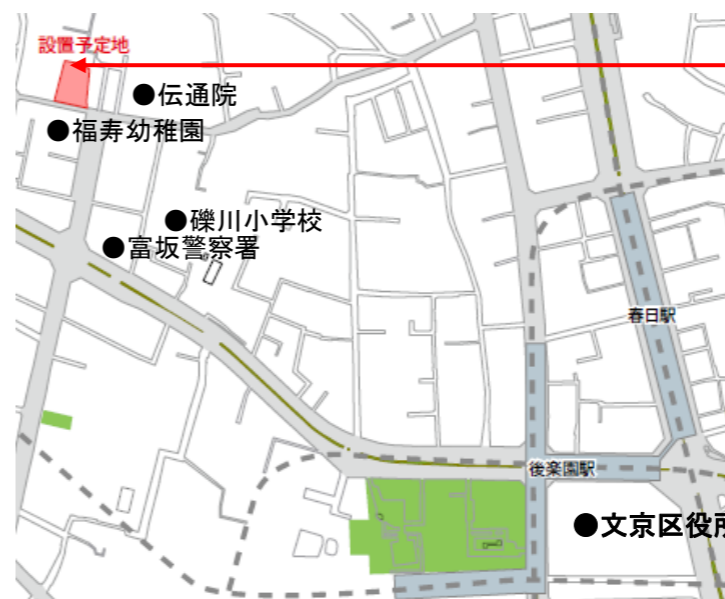 設置予定地
●伝通院
●福寿幼稚園
●礫川小学校
●富坂警察署
春日駅
後楽園駅
●文京区役所